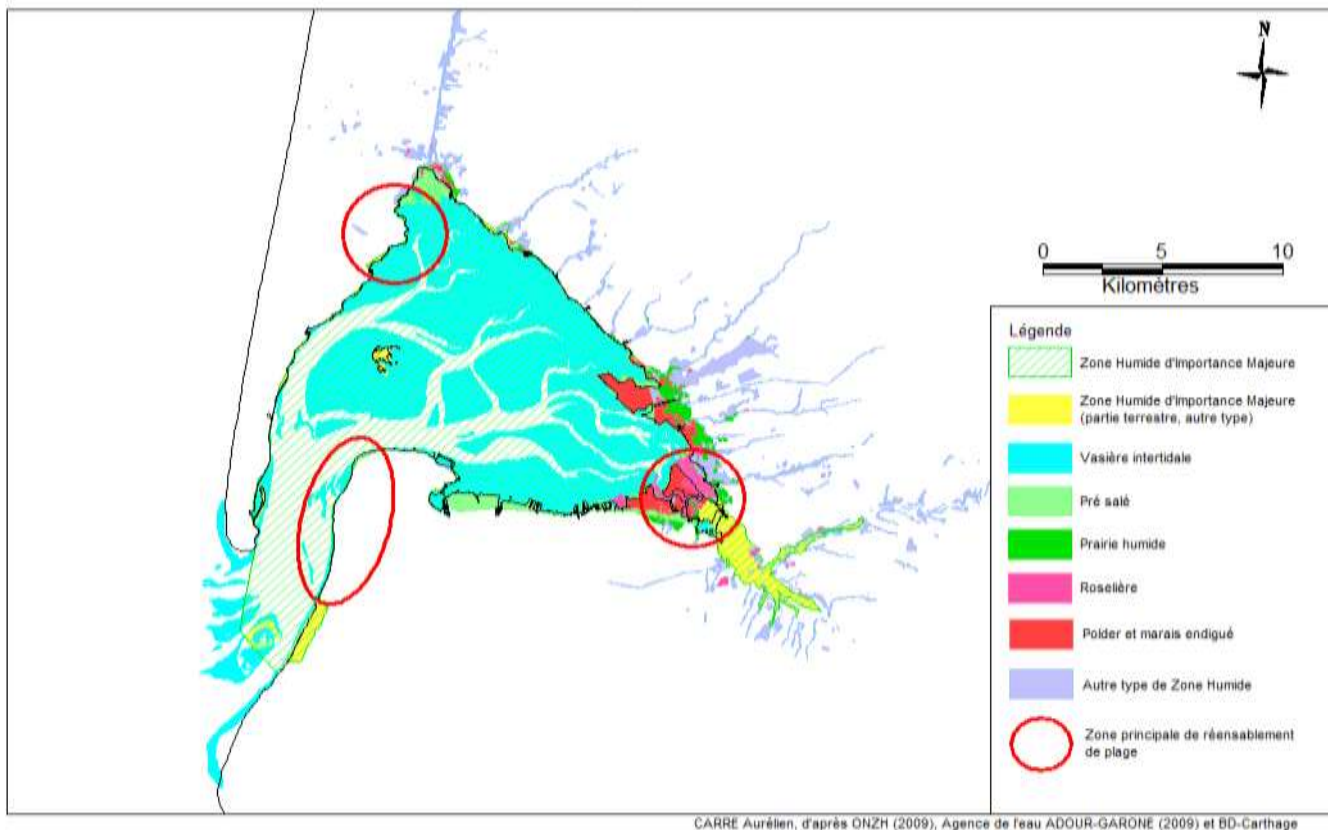 N
0 5 10
Kilomètres
Légende
Zone Humide d'Importance Majeure
Zone Humide d'Importance Majeure
(partie terrestre, autre type)
Vasière intertidale
Pré salé
Prairie humide
Roselière
Polder et marais endigué
Autre type de Zone Humide
Zone principale de réensablement
de plage
CARRE Aurélien, d'après ONZH (2009), Agence de l'eau ADOUR-GARONE (2009) et BD-Carthage